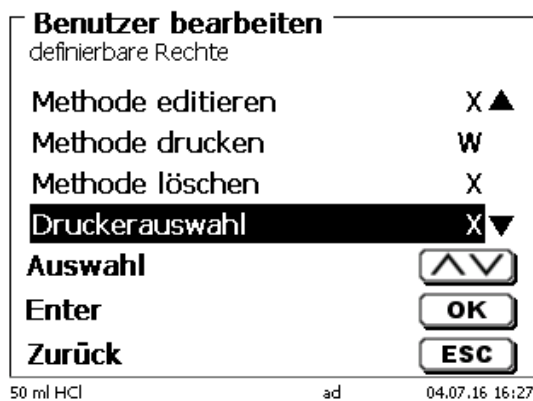 Benutzer bearbeiten
definierbare Rechte
Methode editieren X
Methode drucken W
Methode löschen X
Druckerauswahl X
Auswahl
Enter OK
Zurück ESC
50 ml HCl ad 04.07.16 16:27